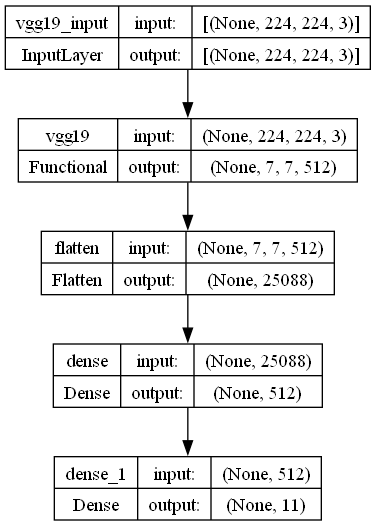 vgg19_input input: [(None, 224, 224, 3)]
InputLayer output: [(None, 224, 224, 3)]
vgg19 input: (None, 224, 224, 3)
Functional output: (None, 7, 7, 512)
flatten input: (None, 7, 7, 512)
Flatten output: (None, 25088)
dense input: (None, 25088)
Dense output: (None, 512)
dense_1 input: (None, 512)
Dense output: (None, 11)